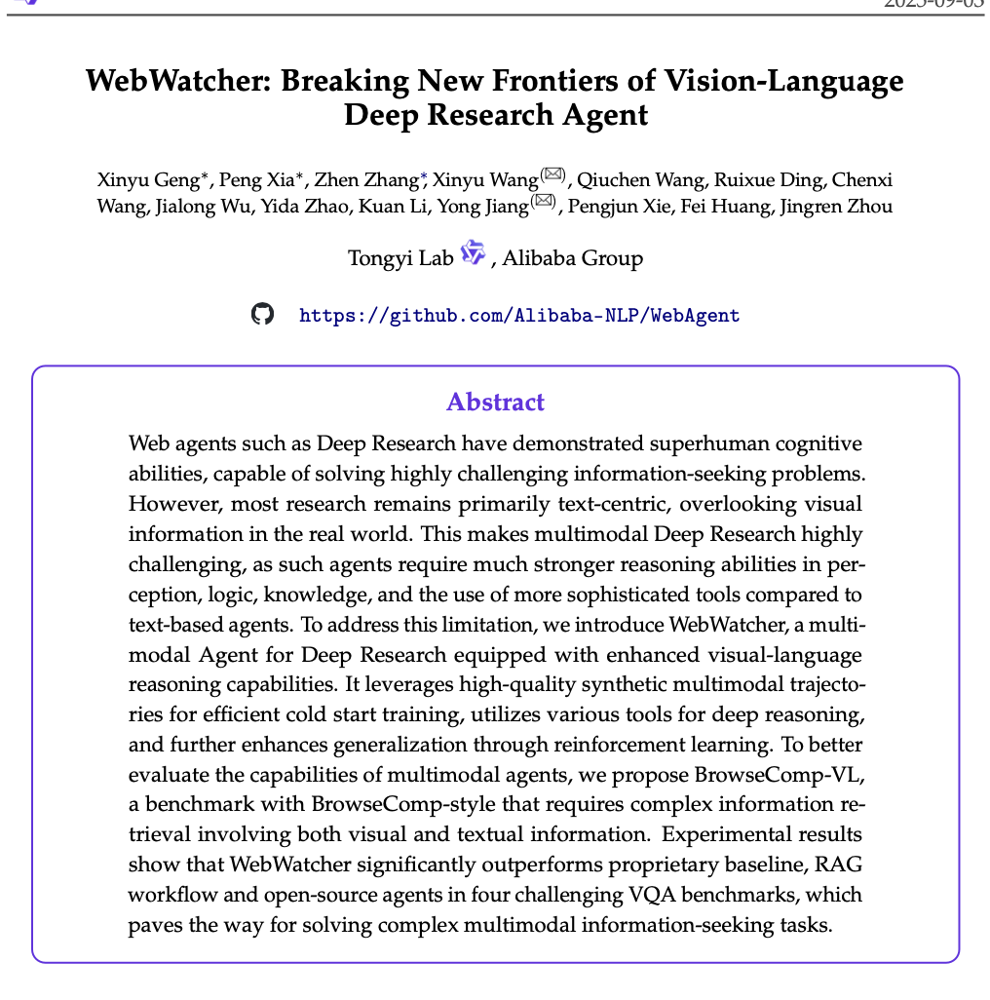 2025-09-03
WebWatcher: Breaking New Frontiers of Vision-Language
Deep Research Agent
Xinyu Geng*, Peng Xia*, Zhen Zhang*, Xinyu Wang(✉), Qiuchen Wang, Ruixue Ding, Chenxi
Wang, Jialong Wu, Yida Zhao, Kuan Li, Yong Jiang(✉), Pengjun Xie, Fei Huang, Jingren Zhou
Tongyi Lab , Alibaba Group
https://github.com/Alibaba-NLP/WebAgent
Abstract
Web agents such as Deep Research have demonstrated superhuman cognitive
abilities, capable of solving highly challenging information-seeking problems.
However, most research remains primarily text-centric, overlooking visual
information in the real world. This makes multimodal Deep Research highly
challenging, as such agents require much stronger reasoning abilities in per-
ception, logic, knowledge, and the use of more sophisticated tools compared to
text-based agents. To address this limitation, we introduce WebWatcher, a multi-
modal Agent for Deep Research equipped with enhanced visual-language
reasoning capabilities. It leverages high-quality synthetic multimodal trajecto-
ries for efficient cold start training, utilizes various tools for deep reasoning,
and further enhances generalization through reinforcement learning. To better
evaluate the capabilities of multimodal agents, we propose BrowseComp-VL,
a benchmark with BrowseComp-style that requires complex information re-
trieval involving both visual and textual information. Experimental results
show that WebWatcher significantly outperforms proprietary baseline, RAG
workflow and open-source agents in four challenging VQA benchmarks, which
paves the way for solving complex multimodal information-seeking tasks.